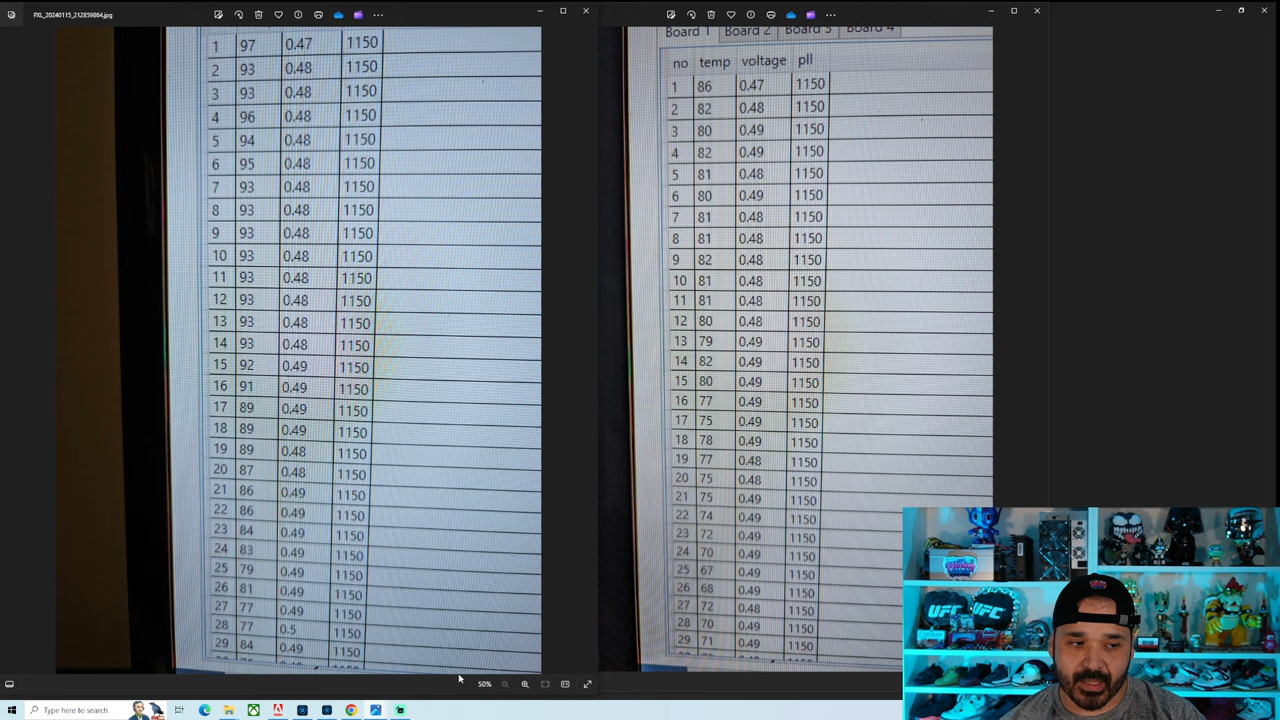 PXL_20240115_212859864.jpg
1 97 0.47 1150
2 93 0.48 1150
3 93 0.48 1150
4 96 0.48 1150
5 94 0.48 1150
6 95 0.48 1150
7 93 0.48 1150
8 93 0.48 1150
9 93 0.48 1150
10 93 0.48 1150
11 93 0.48 1150
12 93 0.48 1150
13 93 0.48 1150
14 93 0.48 1150
15 92 0.49 1150
16 91 0.49 1150
17 89 0.49 1150
18 89 0.49 1150
19 89 0.48 1150
20 87 0.48 1150
21 86 0.49 1150
22 86 0.49 1150
23 84 0.49 1150
24 83 0.49 1150
25 79 0.49 1150
26 81 0.49 1150
27 77 0.49 1150
28 77 0.5 1150
29 84 0.49 1150
50%
Board 1 Board 2 Board 3 Board 4
no temp voltage pll
1 86 0.47 1150
2 82 0.48 1150
3 80 0.49 1150
4 82 0.49 1150
5 81 0.48 1150
6 80 0.49 1150
7 81 0.48 1150
8 81 0.48 1150
9 82 0.48 1150
10 81 0.48 1150
11 81 0.48 1150
12 80 0.48 1150
13 79 0.49 1150
14 82 0.49 1150
15 80 0.49 1150
16 77 0.49 1150
17 75 0.49 1150
18 78 0.49 1150
19 77 0.48 1150
20 75 0.48 1150
21 75 0.49 1150
22 74 0.49 1150
23 72 0.49 1150
24 70 0.49 1150
25 67 0.49 1150
26 68 0.49 1150
27 72 0.48 1150
28 70 0.49 1150
29 71 0.49 1150
UFC UFC
Type here to search